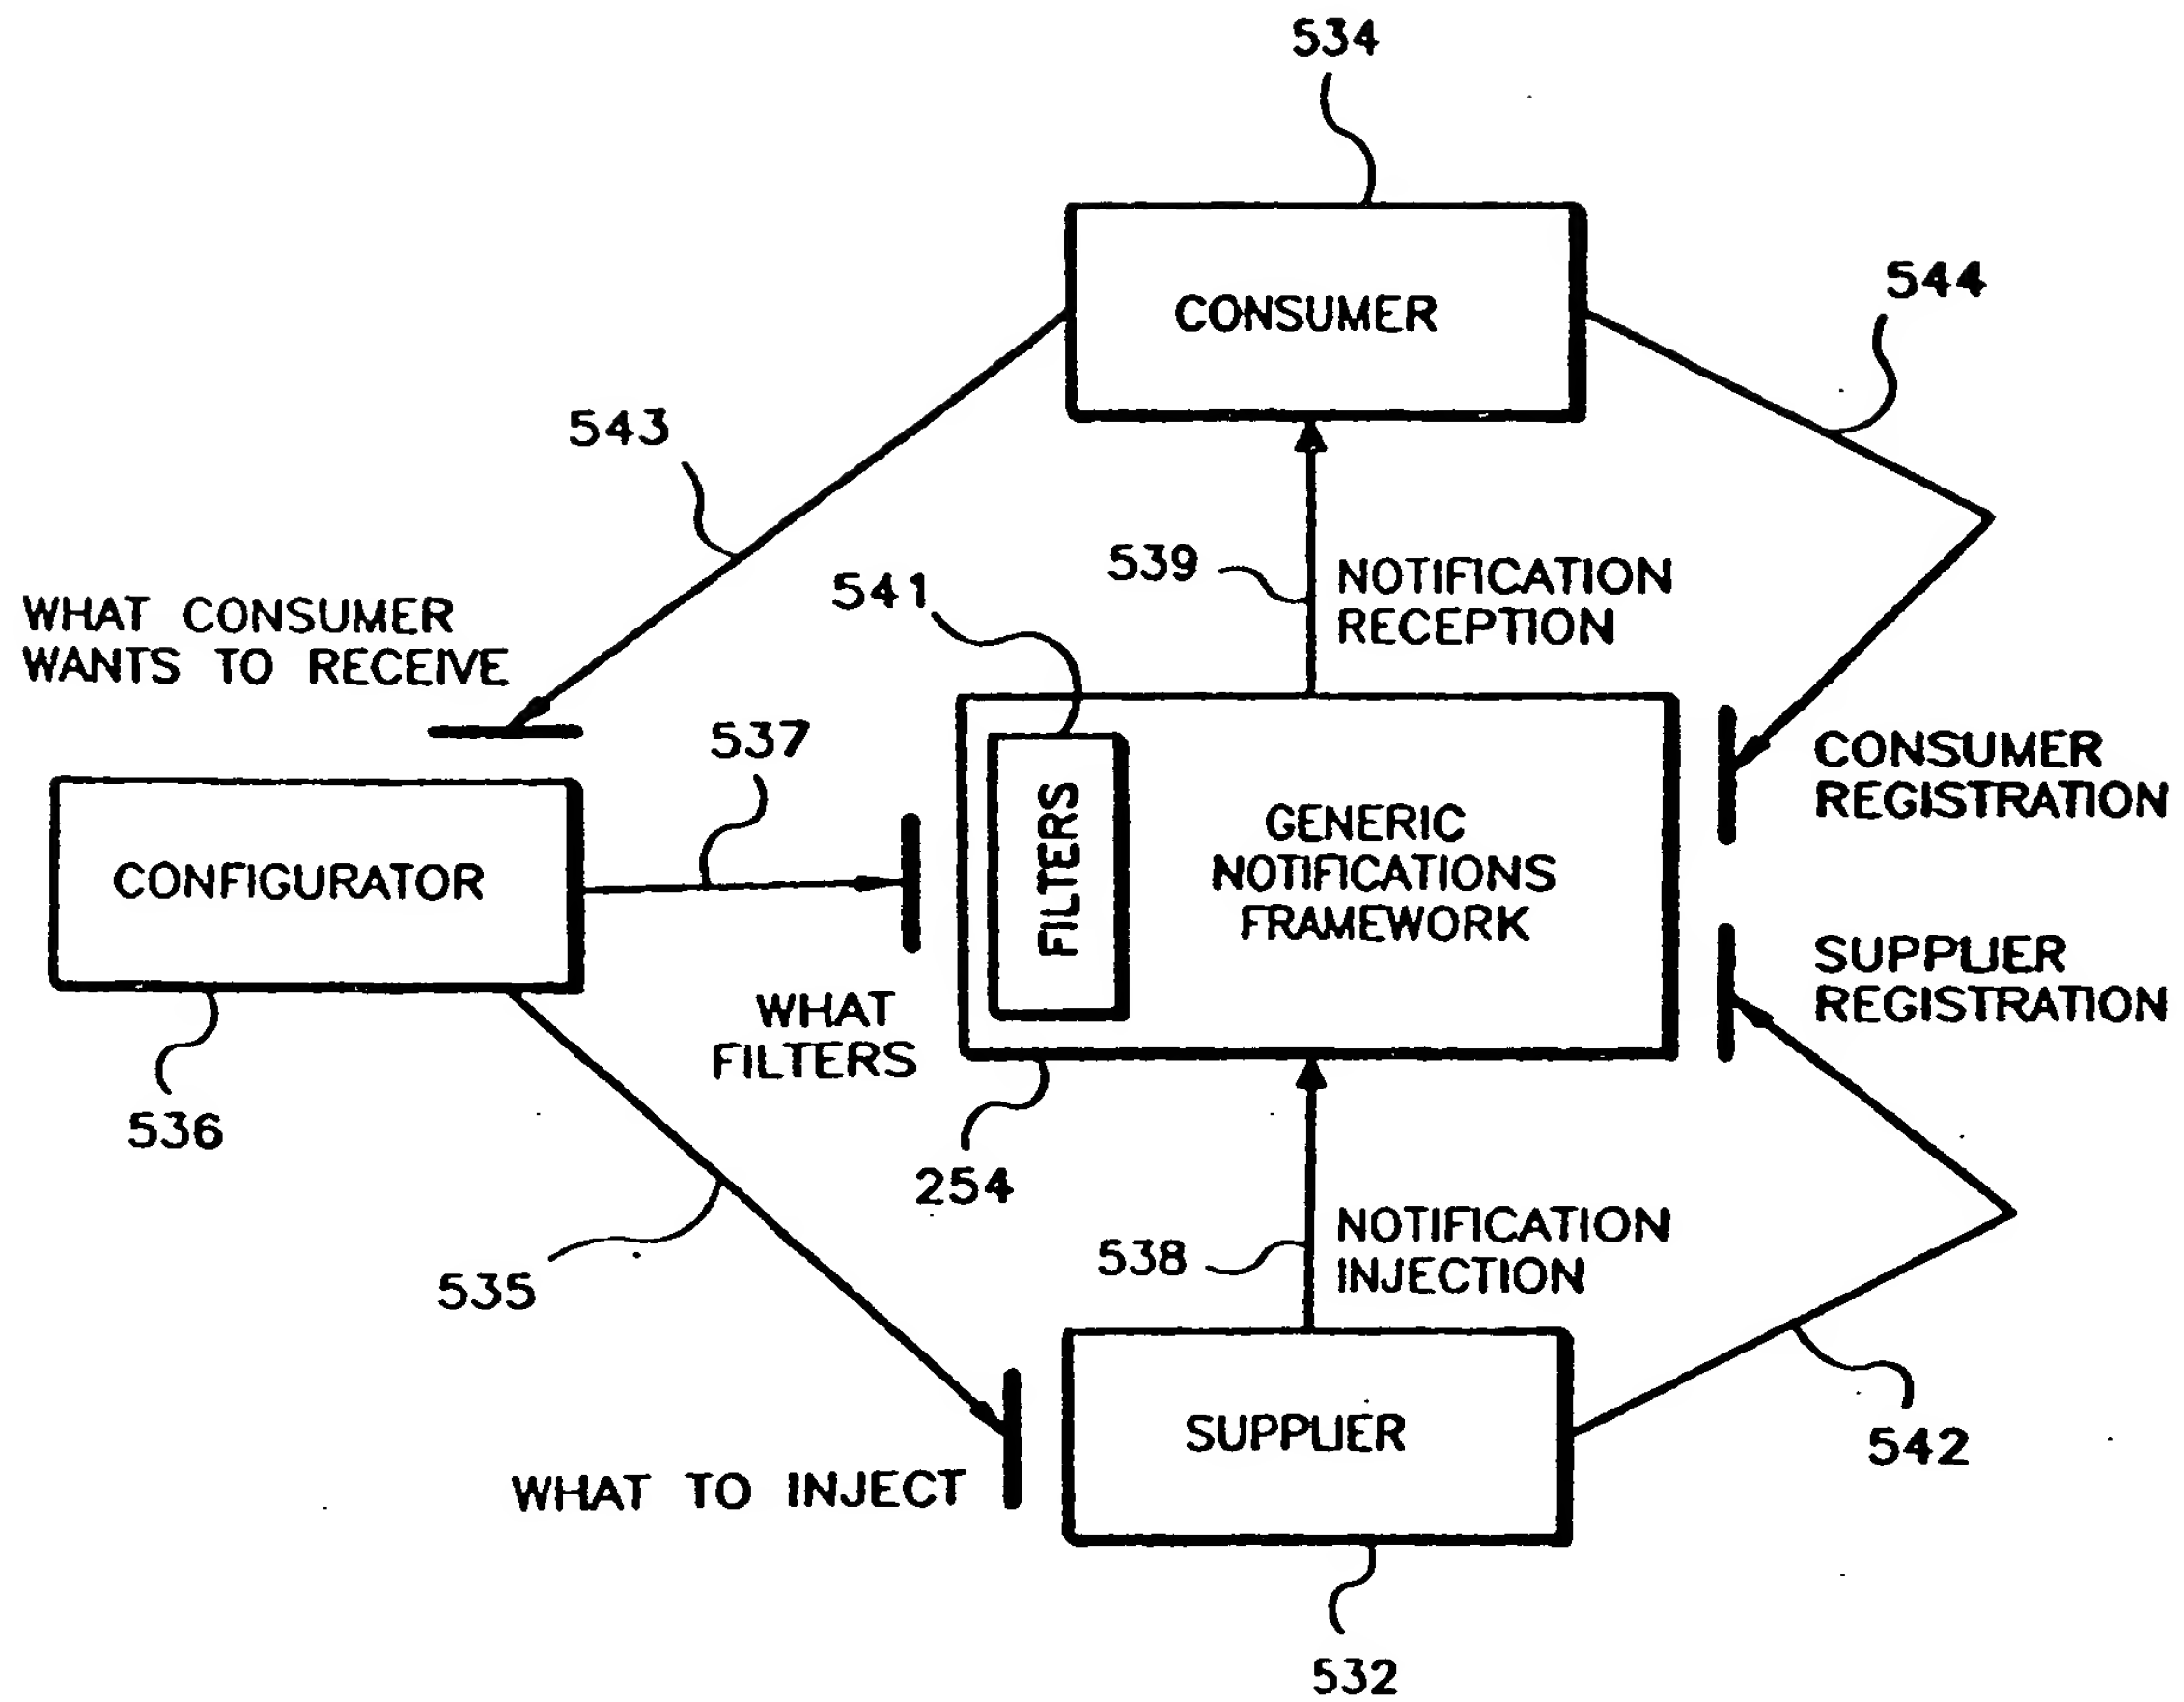 534
CONSUMER
544
543
539
NOTIFICATION
RECEPTION
541
WHAT CONSUMER
WANTS TO RECEIVE
537
CONSUMER
REGISTRATION
CONFIGURATOR
FILTERS
GENERIC
NOTIFICATIONS
FRAMEWORK
SUPPLIER
REGISTRATION
WHAT
FILTERS
536
254
535
538
NOTIFICATION
INJECTION
SUPPLIER
542
WHAT TO INJECT
532